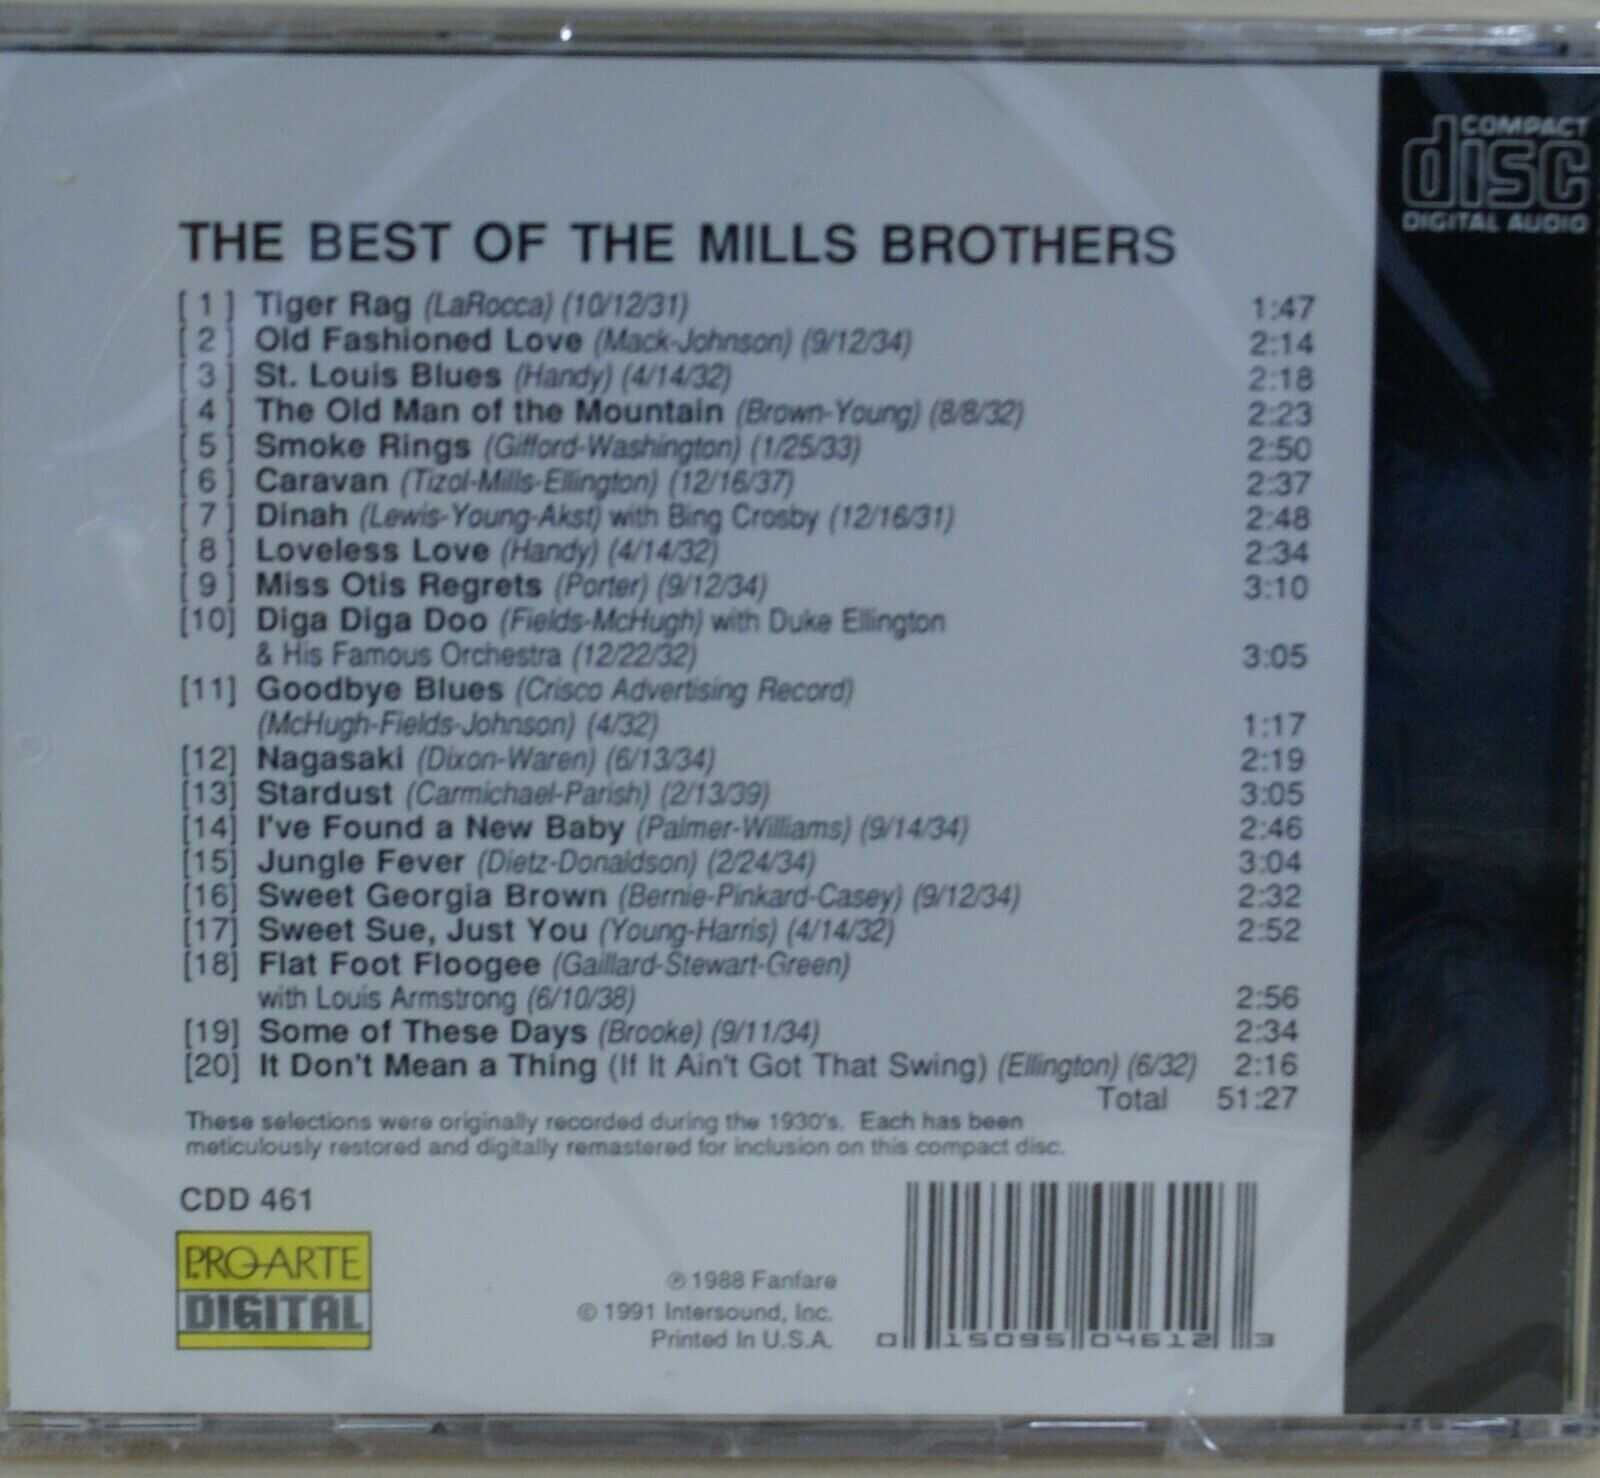 COMPACT
disc
DIGITAL AUDIO
THE BEST OF THE MILLS BROTHERS
[ 1 ] Tiger Rag (LaRocca) (10/12/31) 1:47
[ 2 ] Old Fashioned Love (Mack-Johnson) (9/12/34) 2:14
[ 3 ] St. Louis Blues (Handy) (4/14/32) 2:18
[ 4 ] The Old Man of the Mountain (Brown-Young) (8/8/32) 2:23
[ 5 ] Smoke Rings (Gifford-Washington) (1/25/33) 2:50
[ 6 ] Caravan (Tizol-Mills-Ellington) (12/16/37) 2:37
[ 7 ] Dinah (Lewis-Young-Akst) with Bing Crosby (12/16/31) 2:48
[ 8 ] Loveless Love (Handy) (4/14/32) 2:34
[ 9 ] Miss Otis Regrets (Porter) (9/12/34) 3:10
[10] Diga Diga Doo (Fields-McHugh) with Duke Ellington
& His Famous Orchestra (12/22/32) 3:05
[11] Goodbye Blues (Crisco Advertising Record)
(McHugh-Fields-Johnson) (4/32) 1:17
[12] Nagasaki (Dixon-Waren) (6/13/34) 2:19
[13] Stardust (Carmichael-Parish) (2/13/39) 3:05
[14] I've Found a New Baby (Palmer-Williams) (9/14/34) 2:46
[15] Jungle Fever (Dietz-Donaldson) (2/24/34) 3:04
[16] Sweet Georgia Brown (Bernie-Pinkard-Casey) (9/12/34) 2:32
[17] Sweet Sue, Just You (Young-Harris) (4/14/32) 2:52
[18] Flat Foot Floogee (Gaillard-Stewart-Green)
with Louis Armstrong (6/10/38) 2:56
[19] Some of These Days (Brooke) (9/11/34) 2:34
[20] It Don't Mean a Thing (If It Ain't Got That Swing) (Ellington) (6/32) 2:16
Total 51:27
These selections were originally recorded during the 1930's. Each has been
meticulously restored and digitally remastered for inclusion on this compact disc.
CDD 461
PRO-ARTE
DIGITAL
℗ 1988 Fanfare
© 1991 Intersound, Inc.
Printed In U.S.A.
0 15095 04612 3